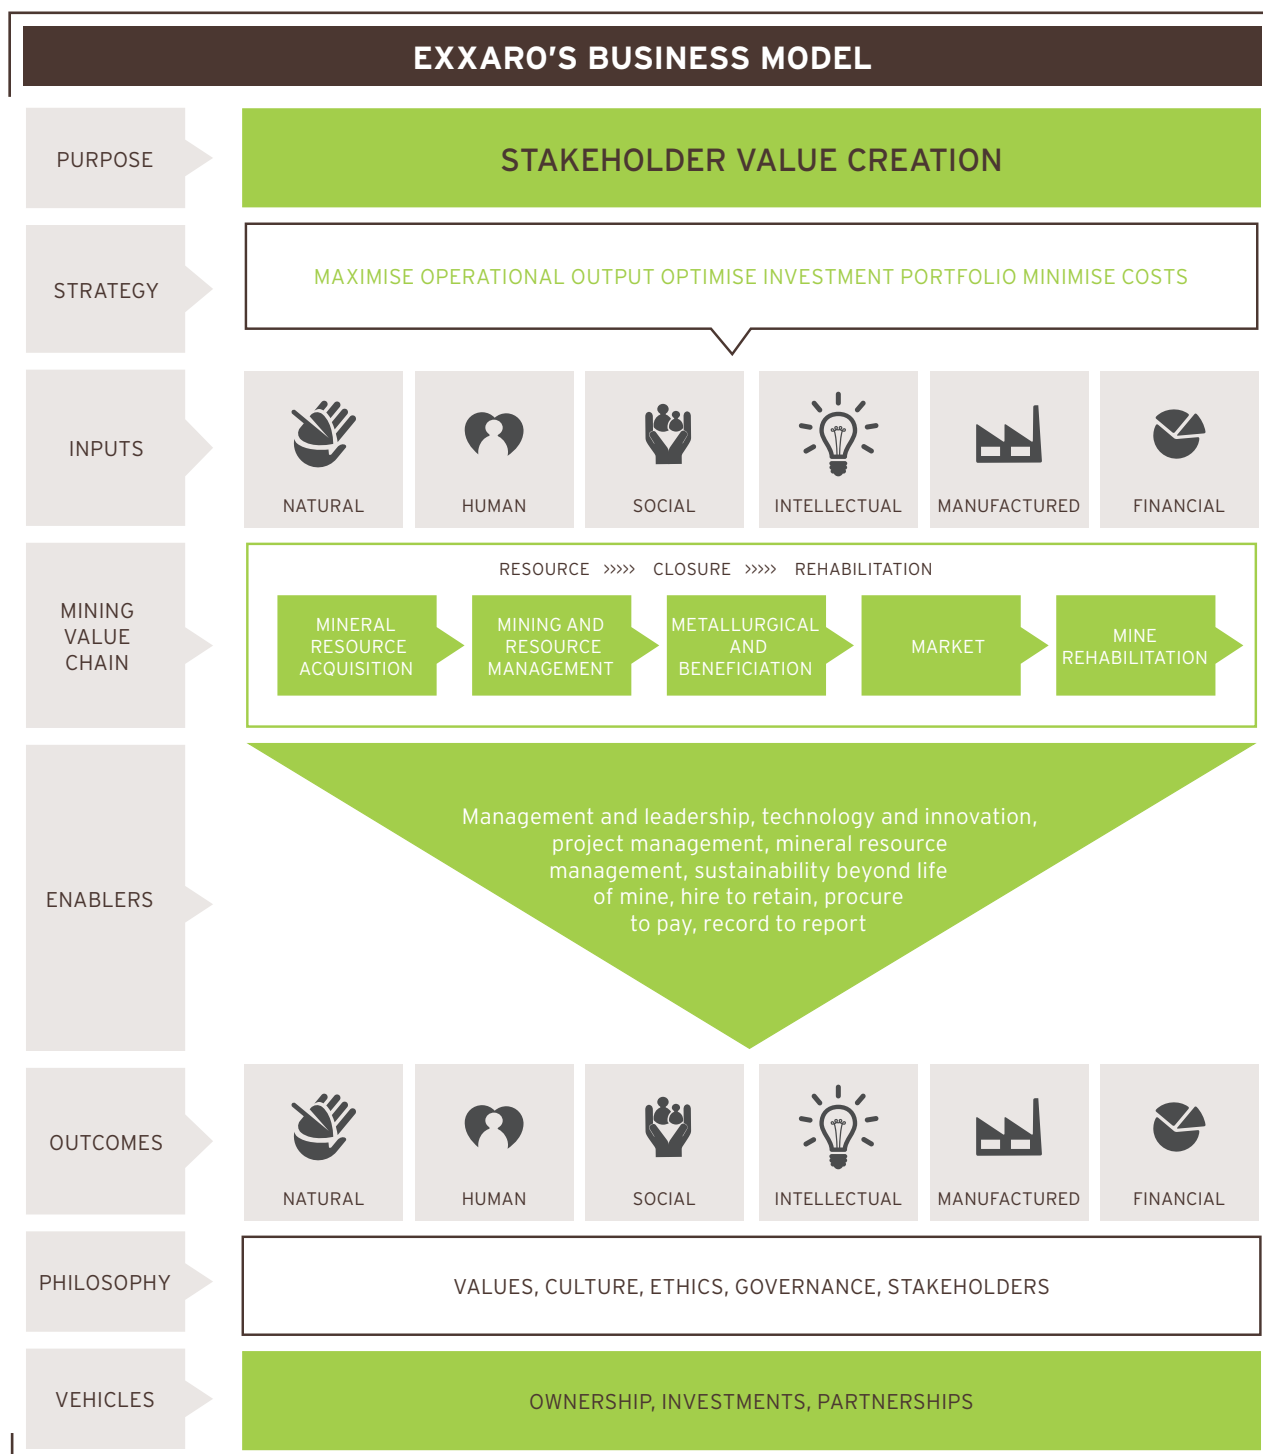 EXXARO'S BUSINESS MODEL
PURPOSE
STAKEHOLDER VALUE CREATION
STRATEGY
MAXIMISE OPERATIONAL OUTPUT OPTIMISE INVESTMENT PORTFOLIO MINIMISE COSTS
INPUTS
NATURAL
HUMAN
SOCIAL
INTELLECTUAL
MANUFACTURED
FINANCIAL
MINING
VALUE
CHAIN
RESOURCE >>>>> CLOSURE >>>>> REHABILITATION
MINERAL
RESOURCE
ACQUISITION
MINING AND
RESOURCE
MANAGEMENT
METALLURGICAL
AND
BENEFICIATION
MARKET
MINE
REHABILITATION
ENABLERS
Management and leadership, technology and innovation,
project management, mineral resource
management, sustainability beyond life
of mine, hire to retain, procure
to pay, record to report
OUTCOMES
NATURAL
HUMAN
SOCIAL
INTELLECTUAL
MANUFACTURED
FINANCIAL
PHILOSOPHY
VALUES, CULTURE, ETHICS, GOVERNANCE, STAKEHOLDERS
VEHICLES
OWNERSHIP, INVESTMENTS, PARTNERSHIPS